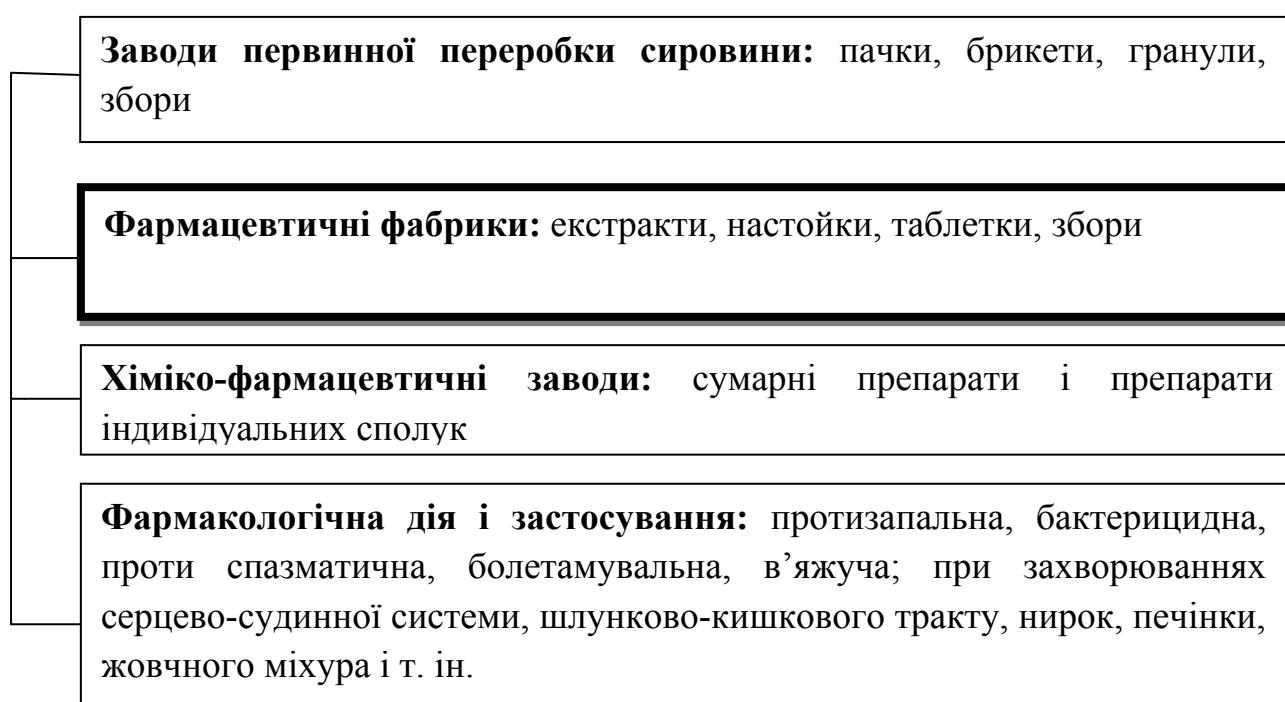 Заводи первинної переробки сировини: пачки, брикети, гранули,
збори
Фармацевтичні фабрики: екстракти, настойки, таблетки, збори
Хіміко-фармацевтичні заводи: сумарні препарати і препарати
індивідуальних сполук
Фармакологічна дія і застосування: протизапальна, бактерицидна,
проти спазматична, болетамувальна, в’яжуча; при захворюваннях
серцево-судинної системи, шлунково-кишкового тракту, нирок, печінки,
жовчного міхура і т. ін.